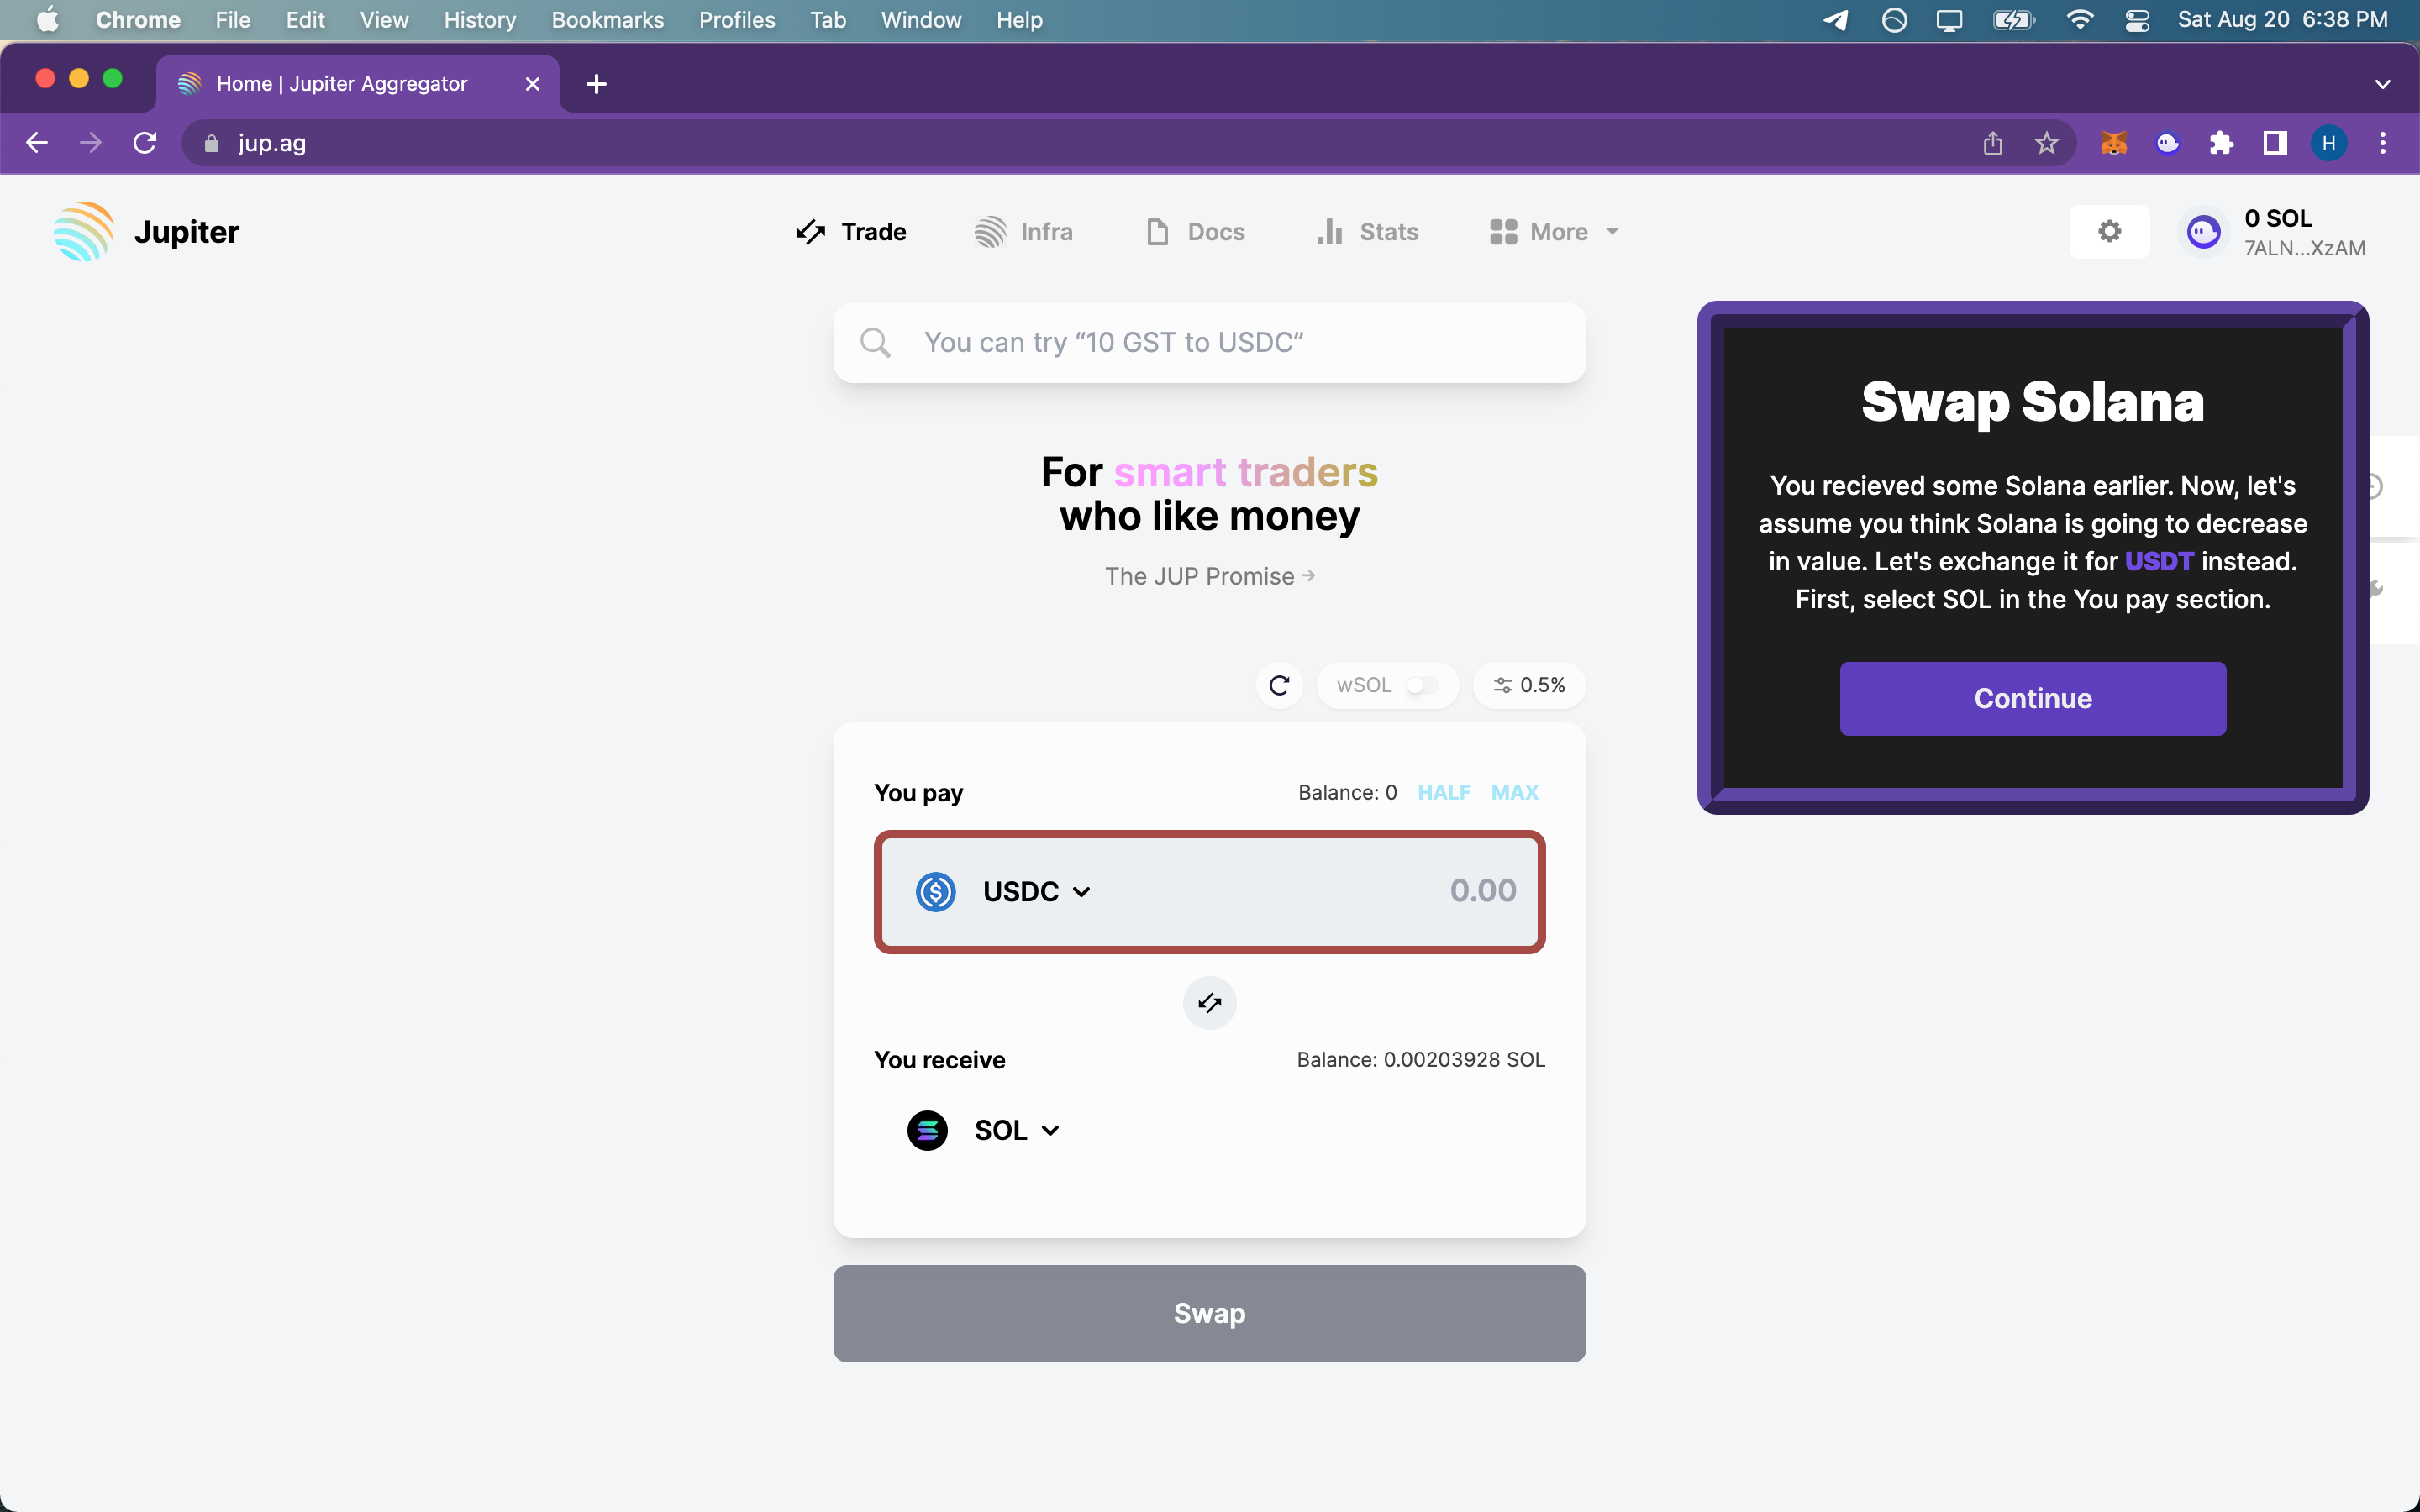 Chrome File Edit View History Bookmarks Profiles Tab Window Help Sat Aug 20 6:38 PM
Home | Jupiter Aggregator
jup.ag H
Jupiter Trade Infra Docs Stats More 0 SOL
7ALN...XzAM
You can try “10 GST to USDC”
For smart traders
who like money
The JUP Promise
wSOL 0.5%
You pay Balance: 0 HALF MAX
USDC 0.00
You receive Balance: 0.00203928 SOL
SOL
Swap
Swap Solana
You recieved some Solana earlier. Now, let's
assume you think Solana is going to decrease
in value. Let's exchange it for USDT instead.
First, select SOL in the You pay section.
Continue